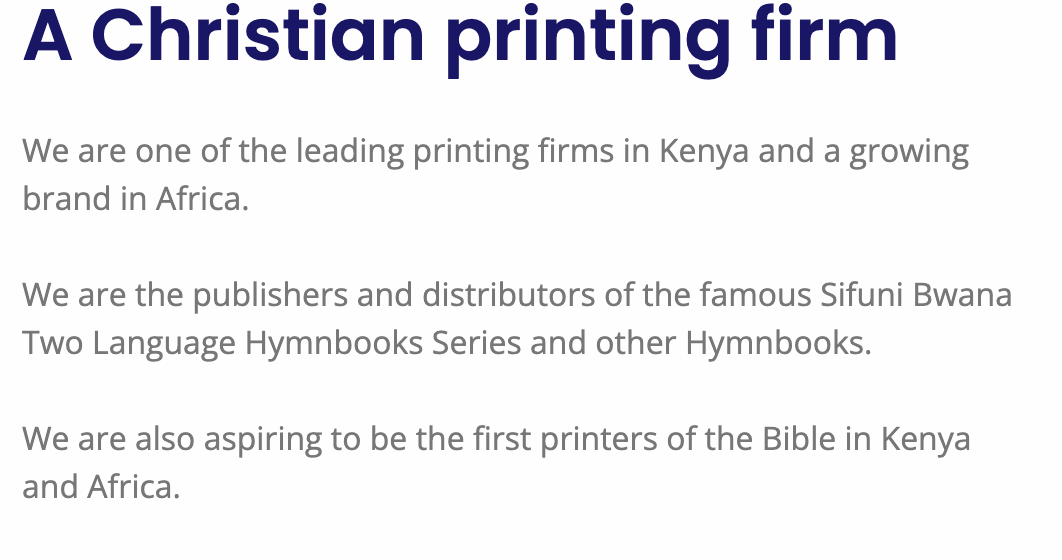 A Christian printing firm
We are one of the leading printing firms in Kenya and a growing
brand in Africa.
We are the publishers and distributors of the famous Sifuni Bwana
Two Language Hymnbooks Series and other Hymnbooks.
We are also aspiring to be the first printers of the Bible in Kenya
and Africa.